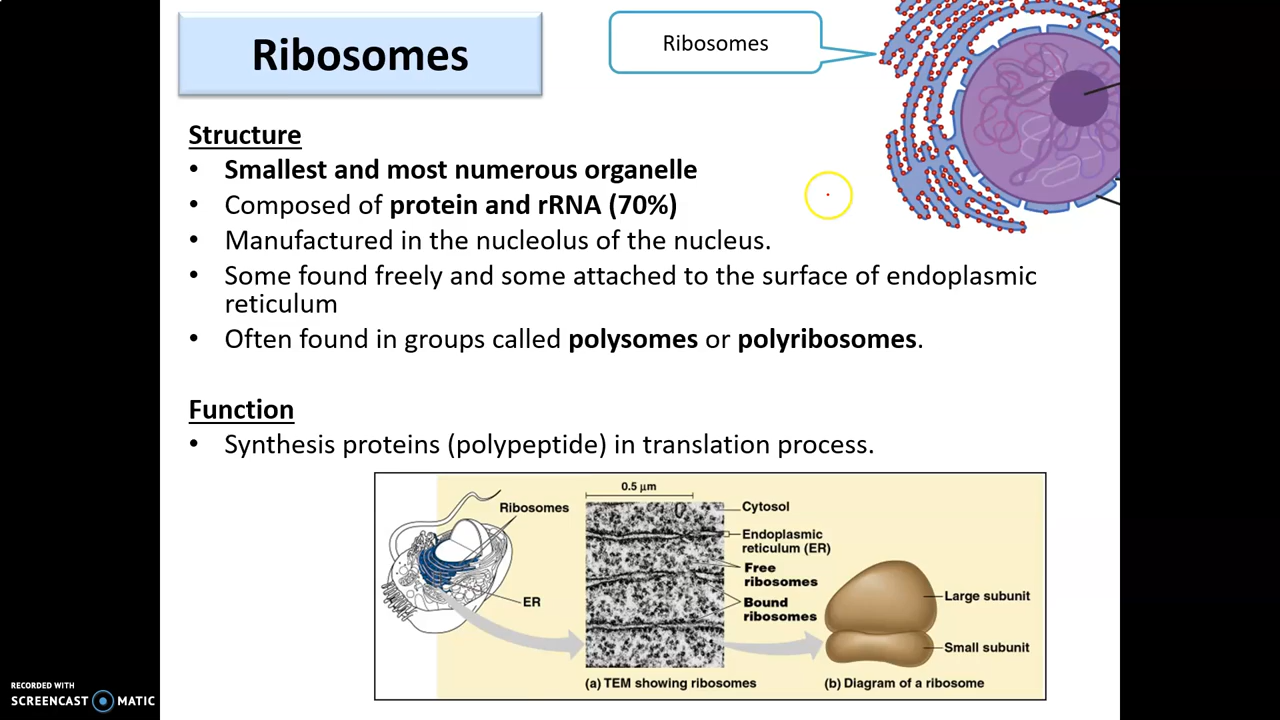 Ribosomes
Ribosomes
Structure
• Smallest and most numerous organelle
• Composed of protein and rRNA (70%)
• Manufactured in the nucleolus of the nucleus.
• Some found freely and some attached to the surface of endoplasmic
reticulum
• Often found in groups called polysomes or polyribosomes.
Function
• Synthesis proteins (polypeptide) in translation process.
0.5 μm
Ribosomes
Cytosol
Endoplasmic
reticulum (ER)
Free
ribosomes
Bound
ribosomes
ER
Large subunit
Small subunit
(a) TEM showing ribosomes
(b) Diagram of a ribosome
RECORDED WITH
SCREENCAST MATIC